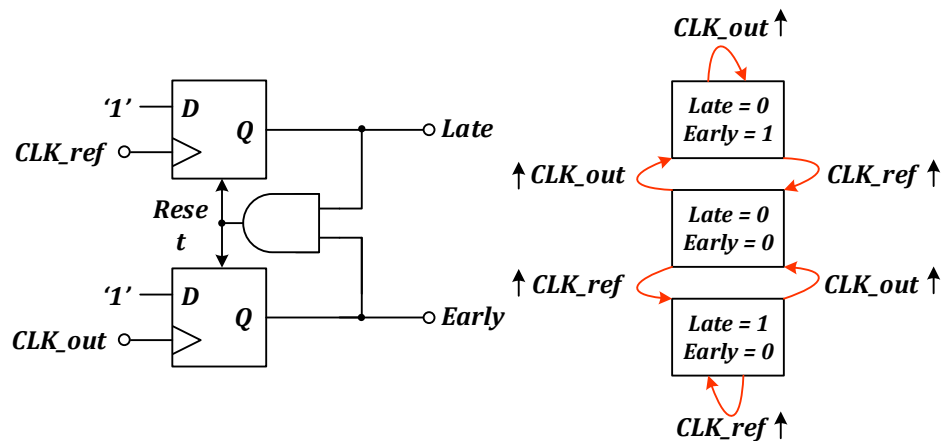 ‘1’
D
Q
CLK_ref
Late
Rese
t
‘1’
D
Q
CLK_out
Early
CLK_out ↑
Late = 0
Early = 1
↑ CLK_out
CLK_ref ↑
Late = 0
Early = 0
↑ CLK_ref
CLK_out ↑
Late = 1
Early = 0
CLK_ref ↑